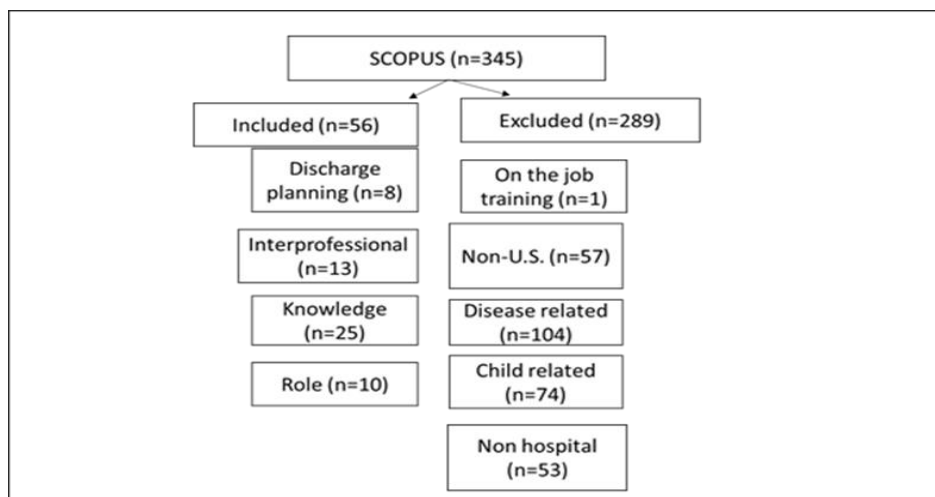 SCOPUS (n=345)
Included (n=56)
Excluded (n=289)
Discharge
planning (n=8)
On the job
training (n=1)
Interprofessional
(n=13)
Non-U.S. (n=57)
Knowledge
(n=25)
Disease related
(n=104)
Role (n=10)
Child related
(n=74)
Non hospital
(n=53)